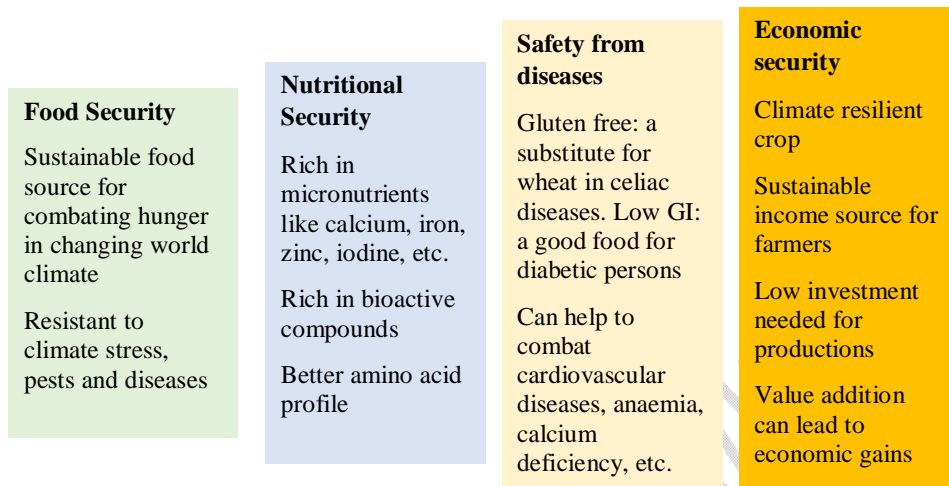 Food Security
Sustainable food
source for
combating hunger
in changing world
climate
Resistant to
climate stress,
pests and diseases
Nutritional
Security
Rich in
micronutrients
like calcium, iron,
zinc, iodine, etc.
Rich in bioactive
compounds
Better amino acid
profile
Safety from
diseases
Gluten free: a
substitute for
wheat in celiac
diseases. Low GI:
a good food for
diabetic persons
Can help to
combat
cardiovascular
diseases, anaemia,
calcium
deficiency, etc.
Economic
security
Climate resilient
crop
Sustainable
income source for
farmers
Low investment
needed for
productions
Value addition
can lead to
economic gains